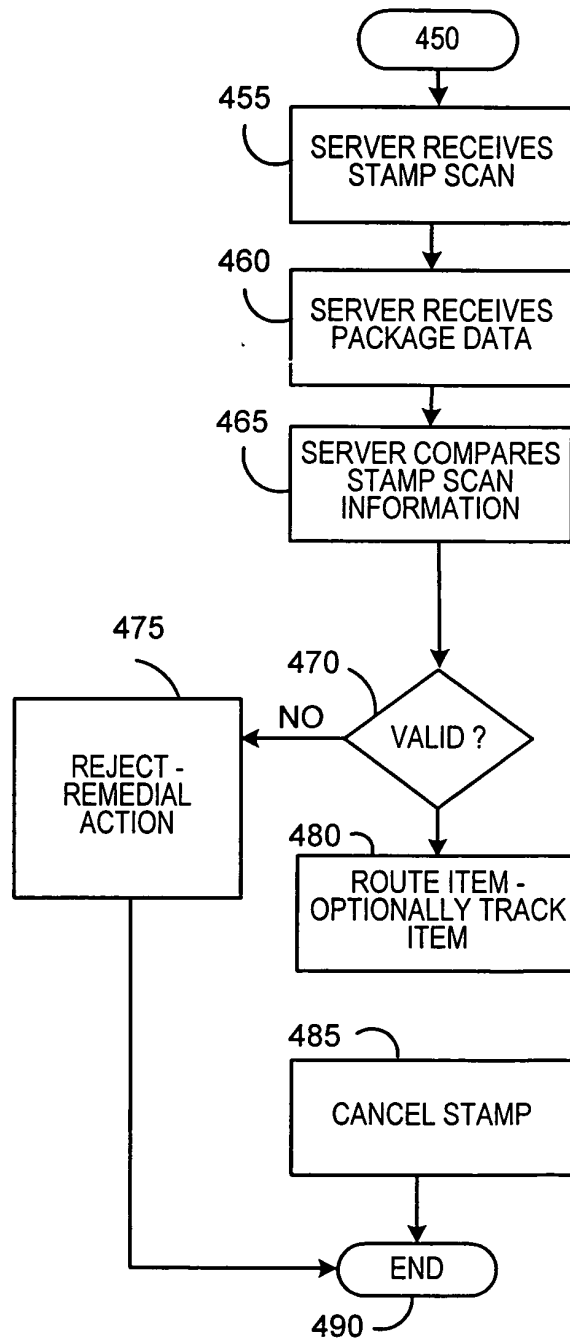 450
455
SERVER RECEIVES
STAMP SCAN
460
SERVER RECEIVES
PACKAGE DATA
465
SERVER COMPARES
STAMP SCAN
INFORMATION
475
470
NO
VALID ?
REJECT -
REMEDIAL
ACTION
480
ROUTE ITEM -
OPTIONALLY TRACK
ITEM
485
CANCEL STAMP
END
490